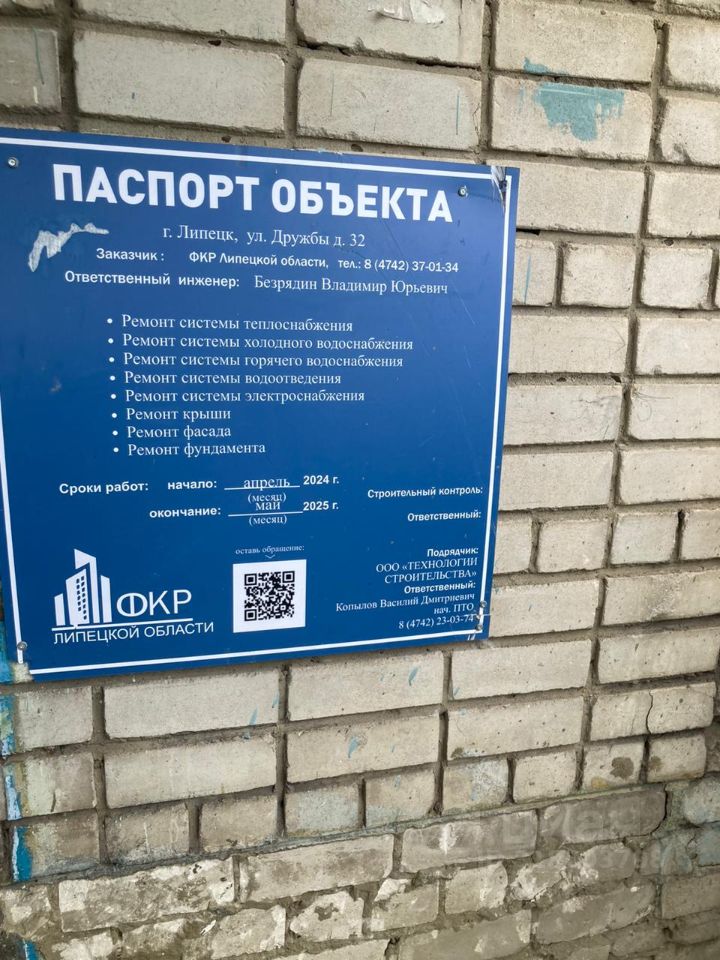 ПАСПОРТ ОБЪЕКТА
г. Липецк, ул. Дружбы д. 32
Заказчик : ФКР Липецкой области, тел.: 8 (4742) 37-01-34
Ответственный инженер: Безрядин Владимир Юрьевич
• Ремонт системы теплоснабжения
• Ремонт системы холодного водоснабжения
• Ремонт системы горячего водоснабжения
• Ремонт системы водоотведения
• Ремонт системы электроснабжения
• Ремонт крыши
• Ремонт фасада
• Ремонт фундамента
Сроки работ: начало: апрель 2024 г.
(месяц)
окончание: май 2025 г.
(месяц)
Строительный контроль:
Ответственный:
оставь обращение:
Подрядчик:
ООО «ТЕХНОЛОГИИ
СТРОИТЕЛЬСТВА»
Ответственный:
Копылов Василий Дмитриевич
нач. ПТО
8 (4742) 23-03-74
ФКР
ЛИПЕЦКОЙ ОБЛАСТИ